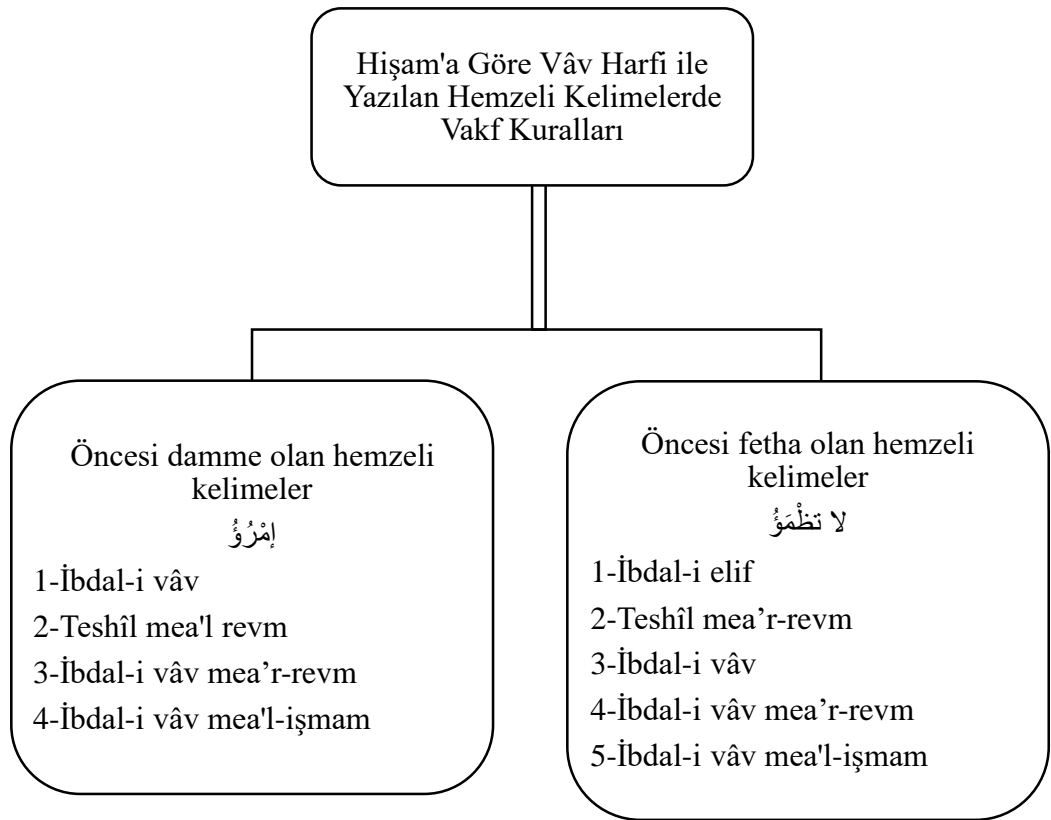 Hişam'a Göre Vâv Harfi ile
Yazılan Hemzeli Kelimelerde
Vakf Kuralları
Öncesi damme olan hemzeli
kelimeler
إمْرُؤُ
1-İbdal-i vâv
2-Teshîl mea'l revm
3-İbdal-i vâv mea’r-revm
4-İbdal-i vâv mea'l-işmam
Öncesi fetha olan hemzeli
kelimeler
لا تظْمَؤُ
1-İbdal-i elif
2-Teshîl mea’r-revm
3-İbdal-i vâv
4-İbdal-i vâv mea’r-revm
5-İbdal-i vâv mea'l-işmam